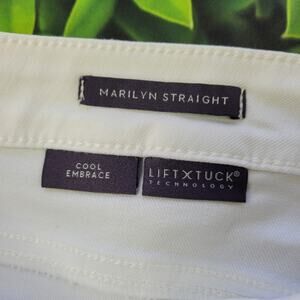 MARILYN STRAIGHT
COOL
EMBRACE
LIFTXTUCK®
TECHNOLOGY